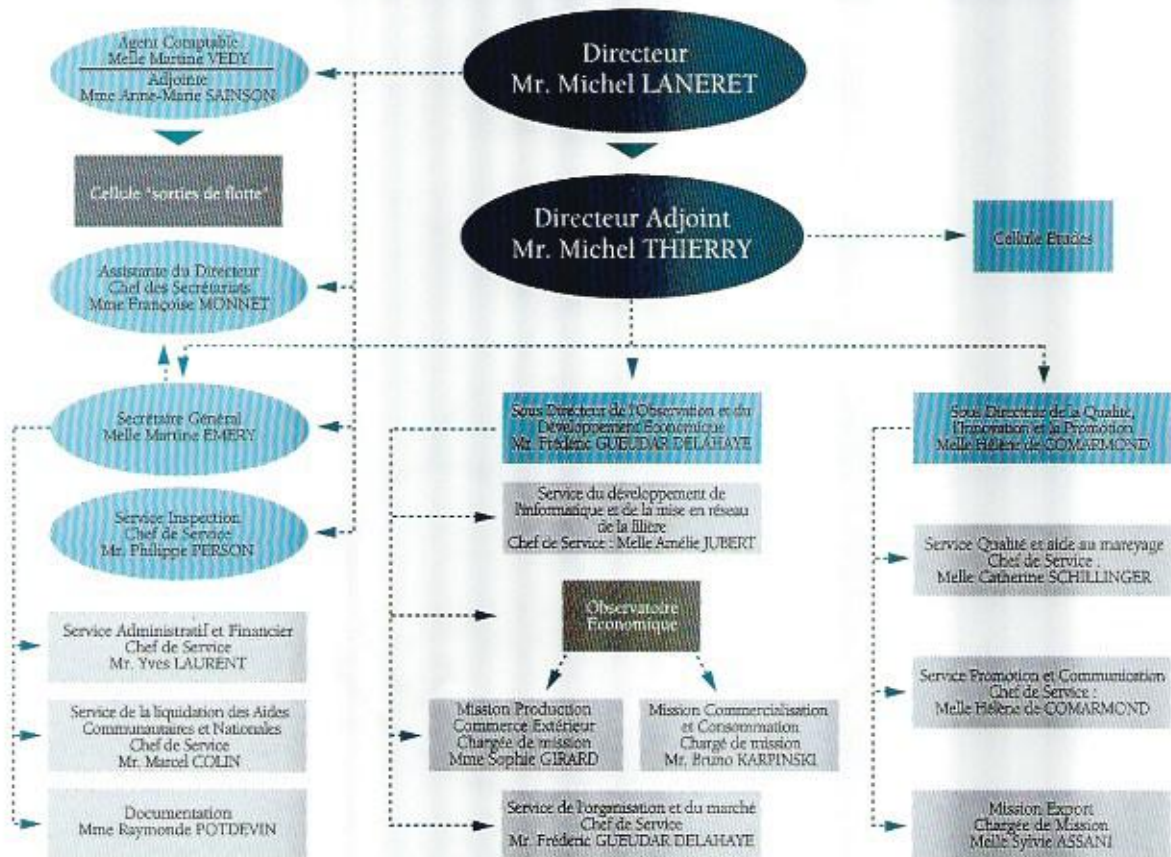 Agent Comptable
Melle Martine VEDY
Adjointe
Mme Anne-Marie SAINSON
Directeur
Mr. Michel LANERET
Cellule "sorties de flotte"
Directeur Adjoint
Mr. Michel THIERRY
Cellule Etudes
Assistante du Directeur
Chef des Secrétariats
Mme Françoise MONNET
Secrétaire Général
Melle Martine EMERY
Sous Directeur de l'Observation et du
Développement Economique
Mr. Frédéric GUEUDAR DELAHAYE
Sous Directeur de la Qualité,
l'Innovation et la Promotion
Melle Hélène de COMARMOND
Service Inspection
Chef de Service
Mr. Philippe PERSON
Service du développement de
l'informatique et de la mise en réseau
de la filière
Chef de Service : Melle Amélie JUBERT
Service Qualité et aide au mareyage
Chef de Service :
Melle Catherine SCHILLINGER
Observatoire
Economique
Service Administratif et Financier
Chef de Service
Mr. Yves LAURENT
Service Promotion et Communication
Chef de Service :
Melle Hélène de COMARMOND
Service de la liquidation des Aides
Communautaires et Nationales
Chef de Service
Mr. Marcel COLIN
Mission Production
Commerce Extérieur
Chargée de mission
Mme Sophie GIRARD
Mission Commercialisation
et Consommation
Chargé de mission
Mr. Bruno KARPINSKI
Documentation
Mme Raymonde POTDEVIN
Service de l'organisation et du marché
Chef de Service
Mr. Frédéric GUEUDAR DELAHAYE
Mission Export
Chargée de Mission
Melle Sylvie ASSANI